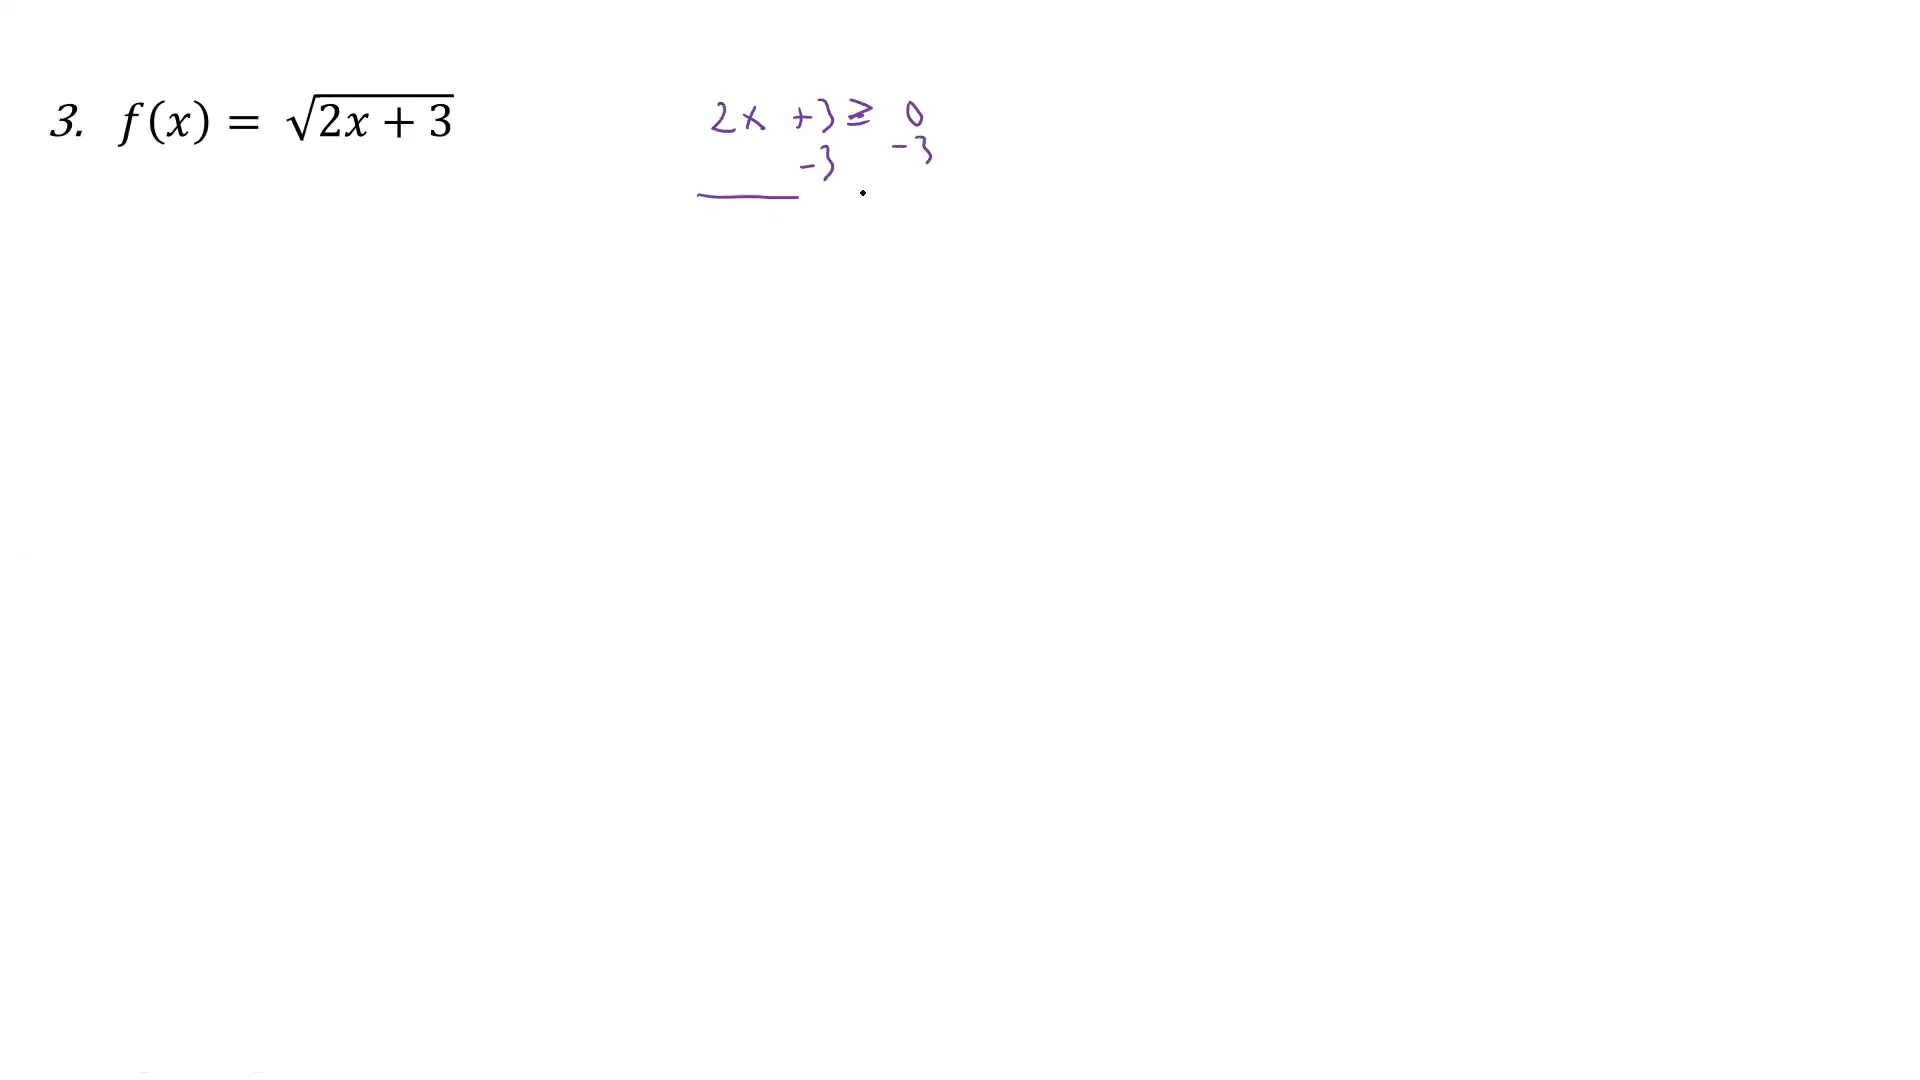 3. f(x) = √2x + 3
2x +3 ≥ 0
-3 -3